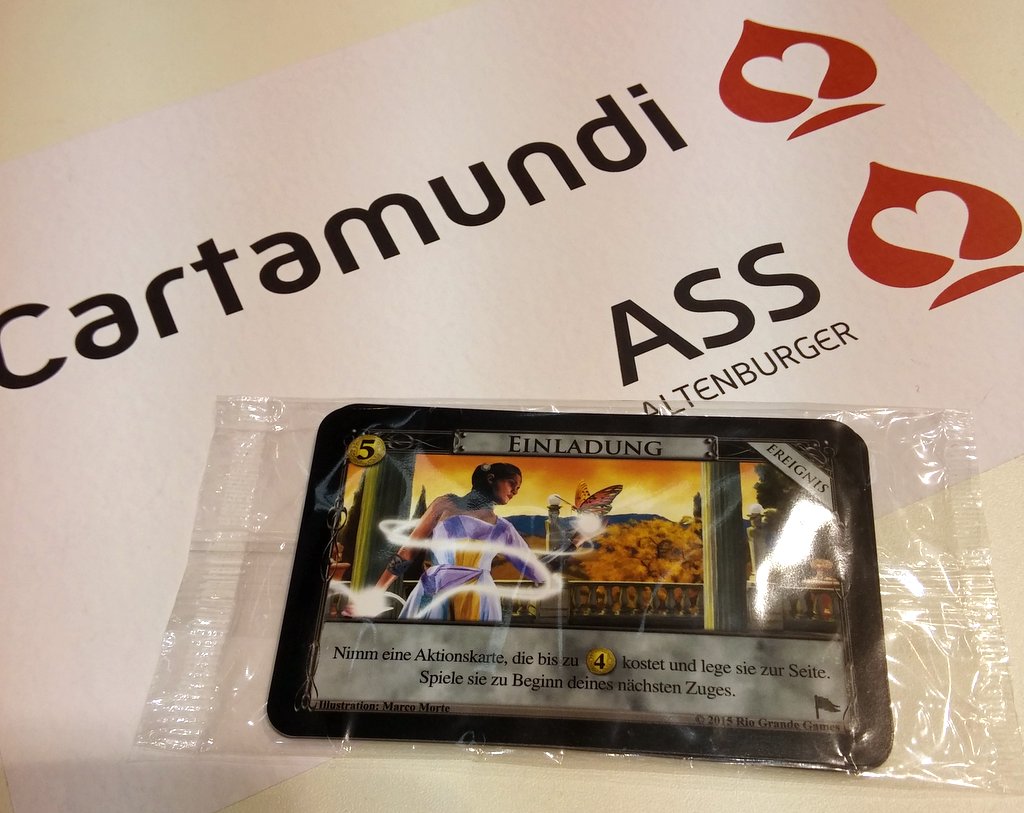 Cartamundi
ASS
ALTENBURGER
5
EINLADUNG
EREIGNIS
Nimm eine Aktionskarte, die bis zu 4 kostet und lege sie zur Seite.
Spiele sie zu Beginn deines nächsten Zuges.
Illustration: Marco Morte
© 2015 Rio Grande Games